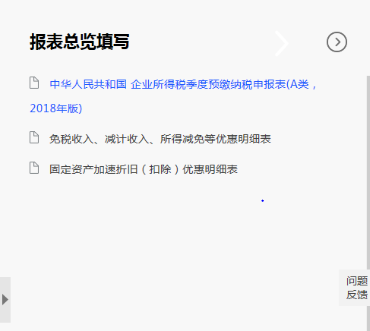 报表总览填写
中华人民共和国 企业所得税季度预缴纳税申报表(A类，
2018年版)
免税收入、减计收入、所得减免等优惠明细表
固定资产加速折旧（扣除）优惠明细表
问题
反馈